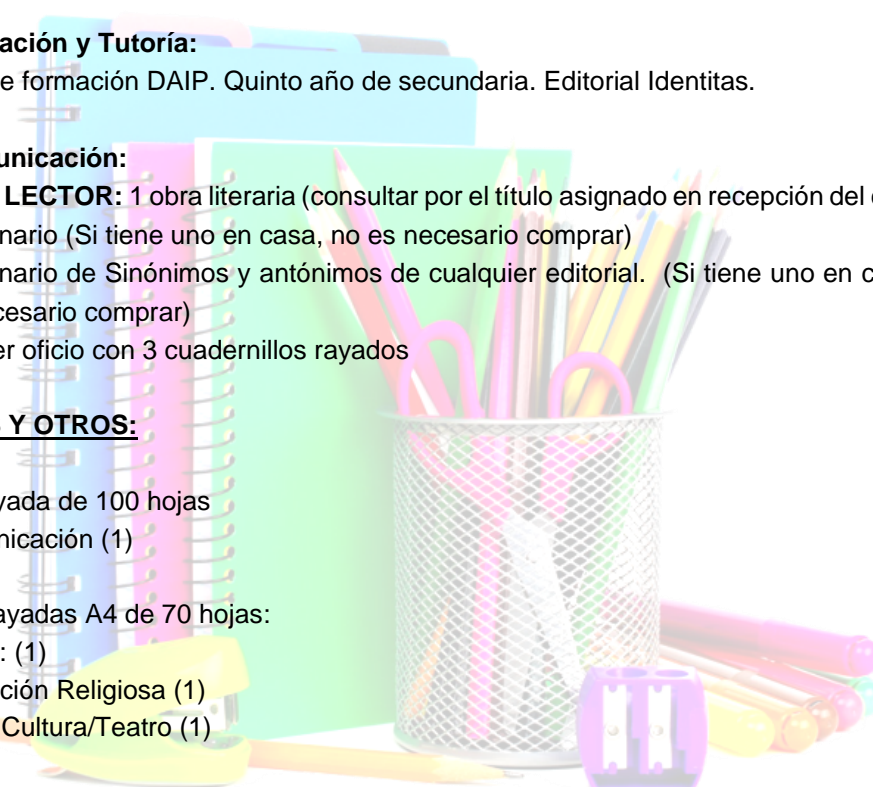 ación y Tutoría:
e formación DAIP. Quinto año de secundaria. Editorial Identitas.
unicación:
LECTOR: 1 obra literaria (consultar por el título asignado en recepción del
nario (Si tiene uno en casa, no es necesario comprar)
nario de Sinónimos y antónimos de cualquier editorial. (Si tiene uno en c
cesario comprar)
er oficio con 3 cuadernillos rayados
Y OTROS:
yada de 100 hojas
nicación (1)
ayadas A4 de 70 hojas:
: (1)
ción Religiosa (1)
Cultura/Teatro (1)